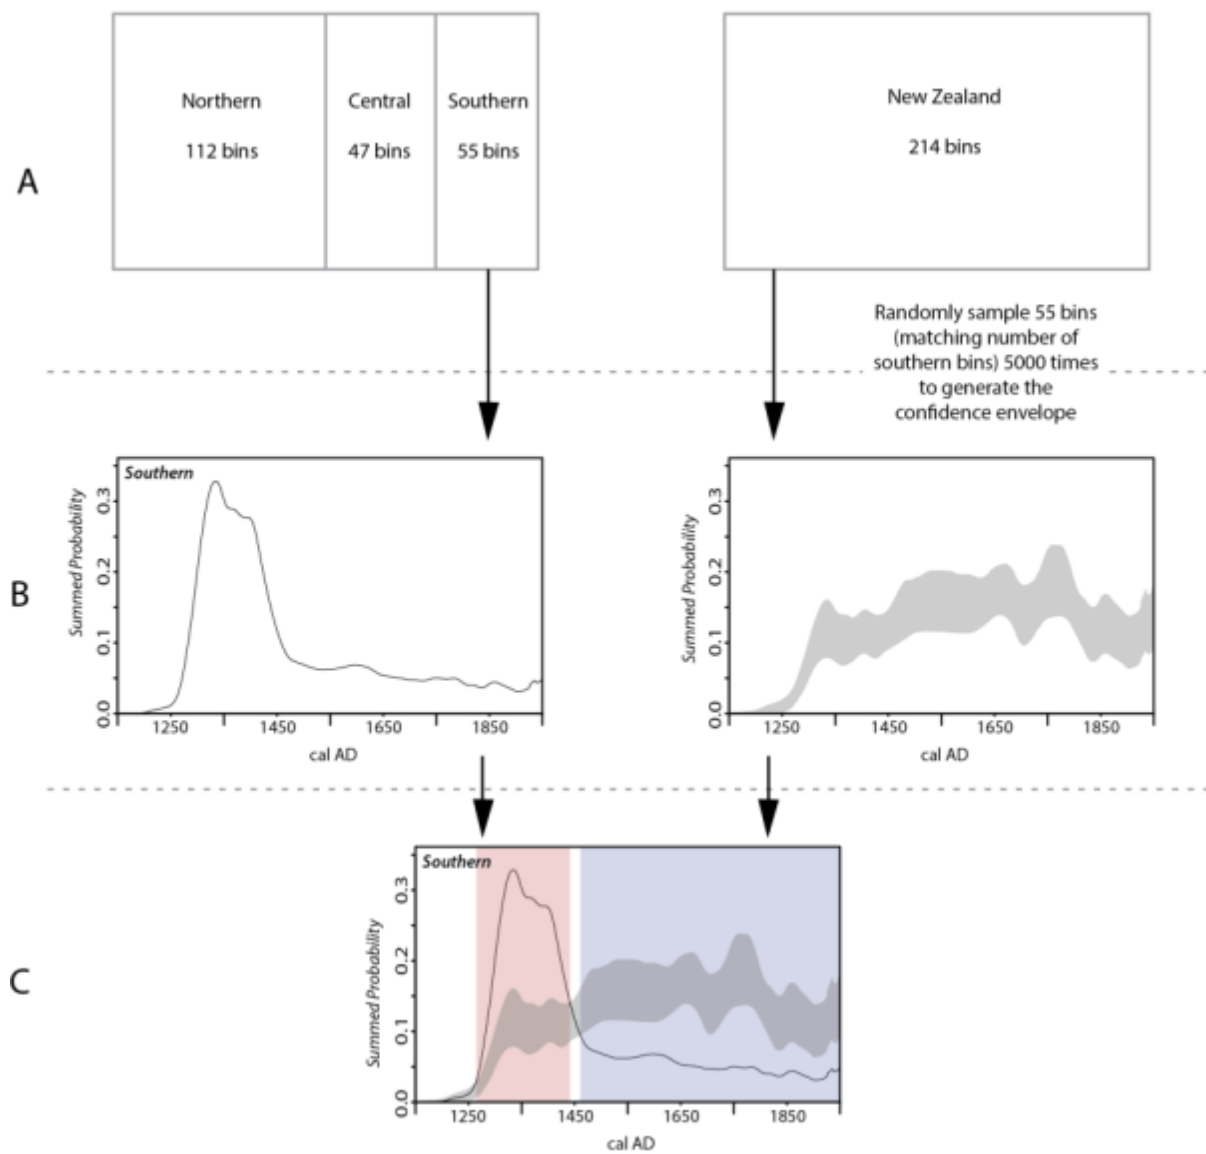 Northern
112 bins
Central
47 bins
Southern
55 bins
New Zealand
214 bins
A
Randomly sample 55 bins
(matching number of
southern bins) 5000 times
to generate the
confidence envelope
B
Southern
Summed Probability
0.3
0.2
0.1
0.0
1250 1450 1650 1850
cal AD
Summed Probability
0.3
0.2
0.1
0.0
1250 1450 1650 1850
cal AD
C
Southern
Summed Probability
0.3
0.2
0.1
0.0
1250 1450 1650 1850
cal AD